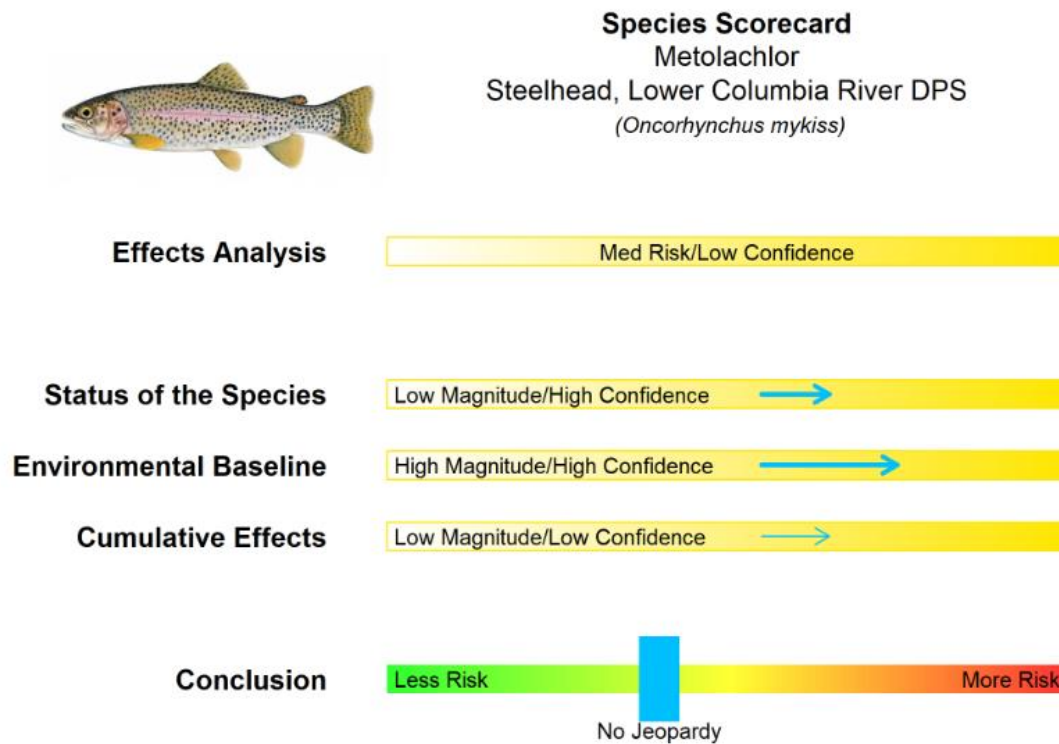 Species Scorecard
Metolachlor
Steelhead, Lower Columbia River DPS
(Oncorhynchus mykiss)
Effects Analysis
Med Risk/Low Confidence
Status of the Species
Low Magnitude/High Confidence
Environmental Baseline
High Magnitude/High Confidence
Cumulative Effects
Low Magnitude/Low Confidence
Conclusion
Less Risk
More Risk
No Jeopardy